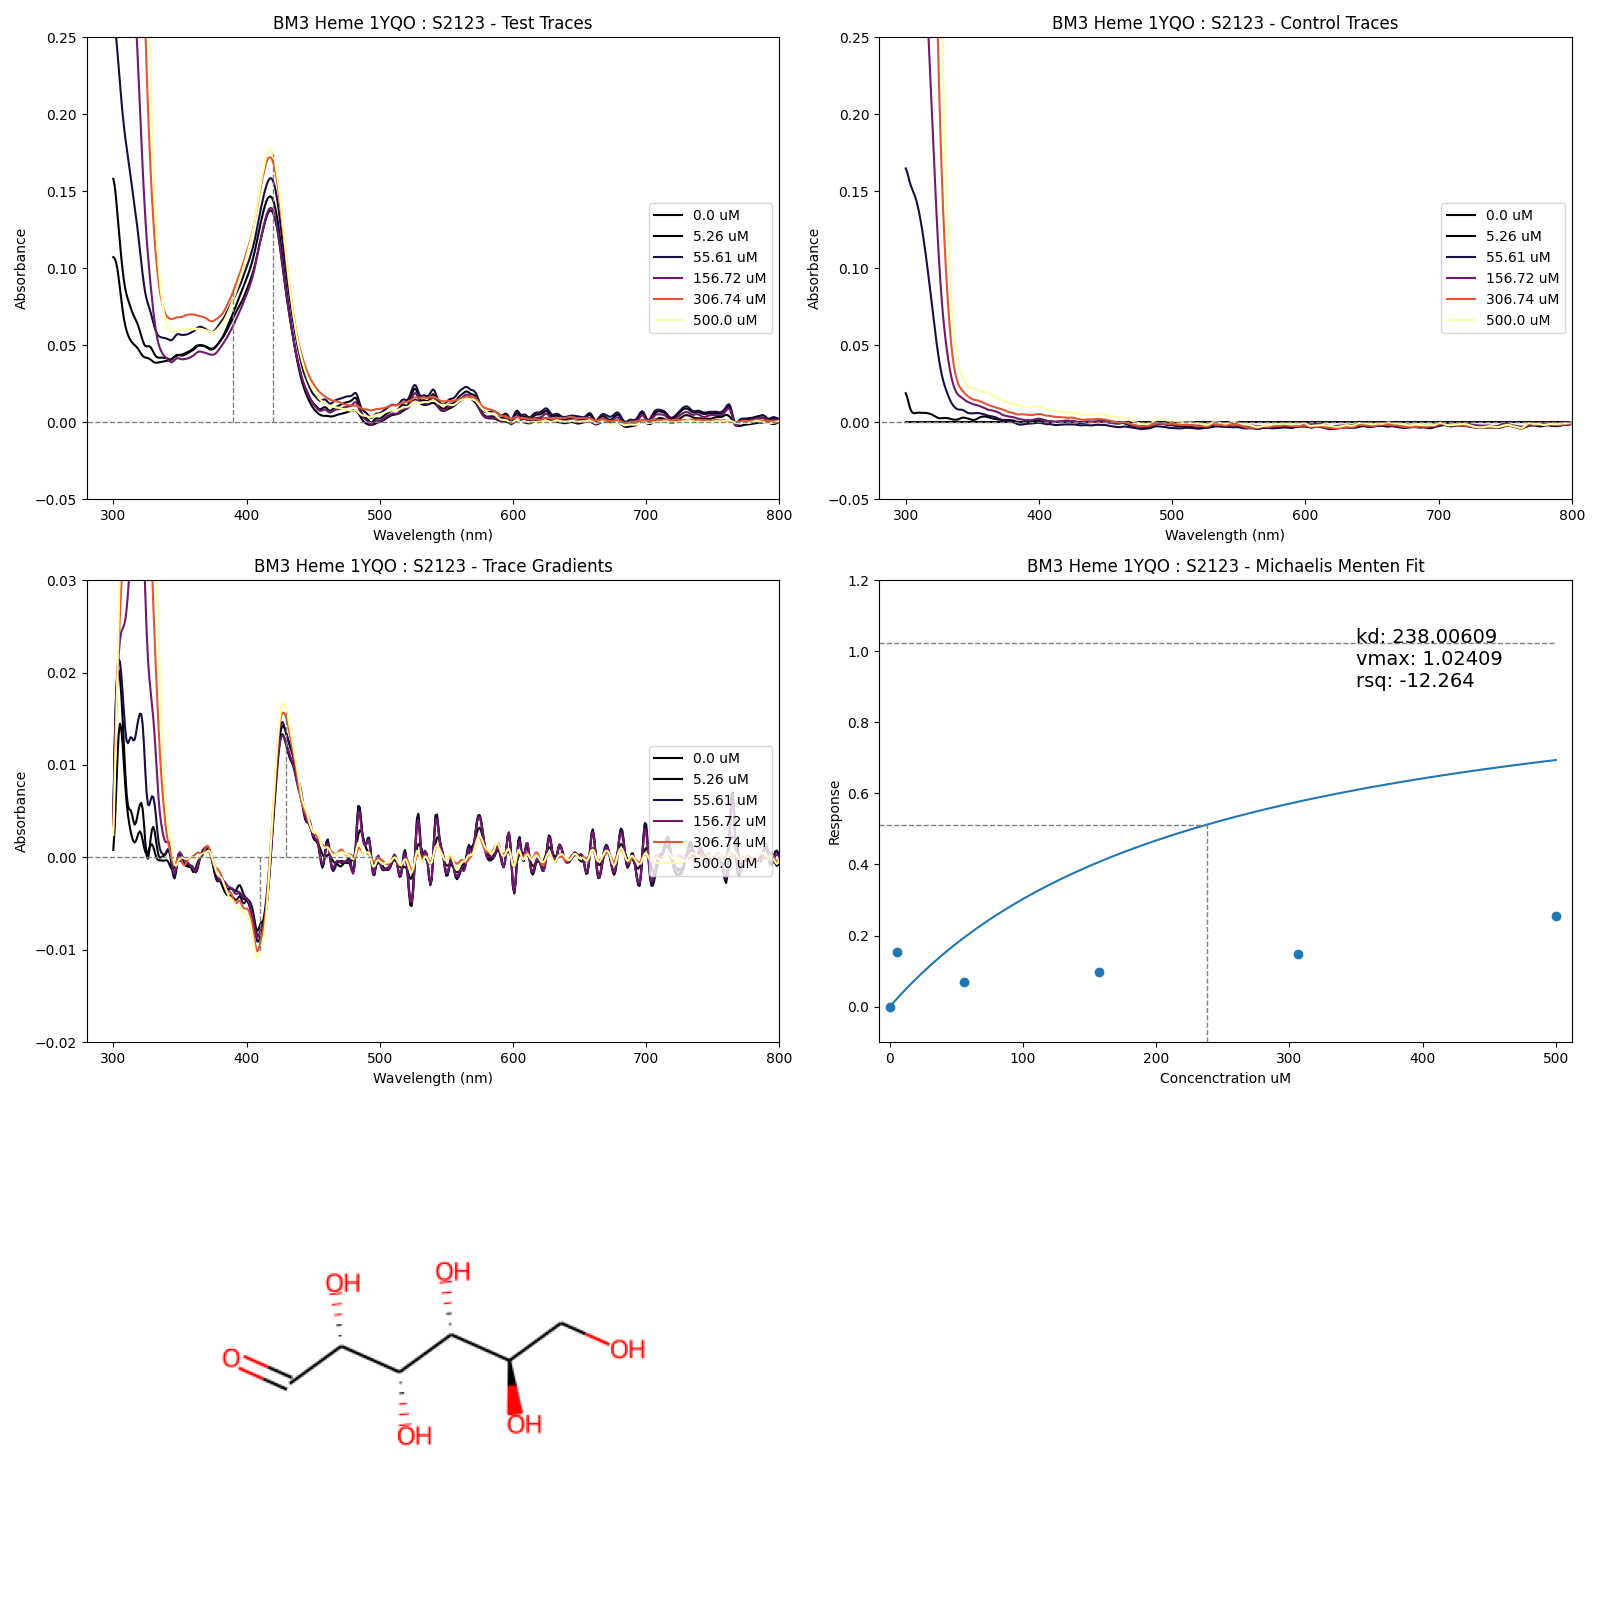 BM3 Heme 1YQO : S2123 - Test Traces
0.25
0.20
0.15
0.10
0.05
0.00
−0.05
Absorbance
300 400 500 600 700 800
Wavelength (nm)
0.0 uM
5.26 uM
55.61 uM
156.72 uM
306.74 uM
500.0 uM
BM3 Heme 1YQO : S2123 - Control Traces
0.25
0.20
0.15
0.10
0.05
0.00
−0.05
Absorbance
300 400 500 600 700 800
Wavelength (nm)
0.0 uM
5.26 uM
55.61 uM
156.72 uM
306.74 uM
500.0 uM
BM3 Heme 1YQO : S2123 - Trace Gradients
0.03
0.02
0.01
0.00
−0.01
−0.02
Absorbance
300 400 500 600 700 800
Wavelength (nm)
0.0 uM
5.26 uM
55.61 uM
156.72 uM
306.74 uM
500.0 uM
BM3 Heme 1YQO : S2123 - Michaelis Menten Fit
1.2
1.0
0.8
0.6
0.4
0.2
0.0
Response
0 100 200 300 400 500
Concenctration uM
kd: 238.00609
vmax: 1.02409
rsq: -12.264
OH
OH
O
OH
OH
OH